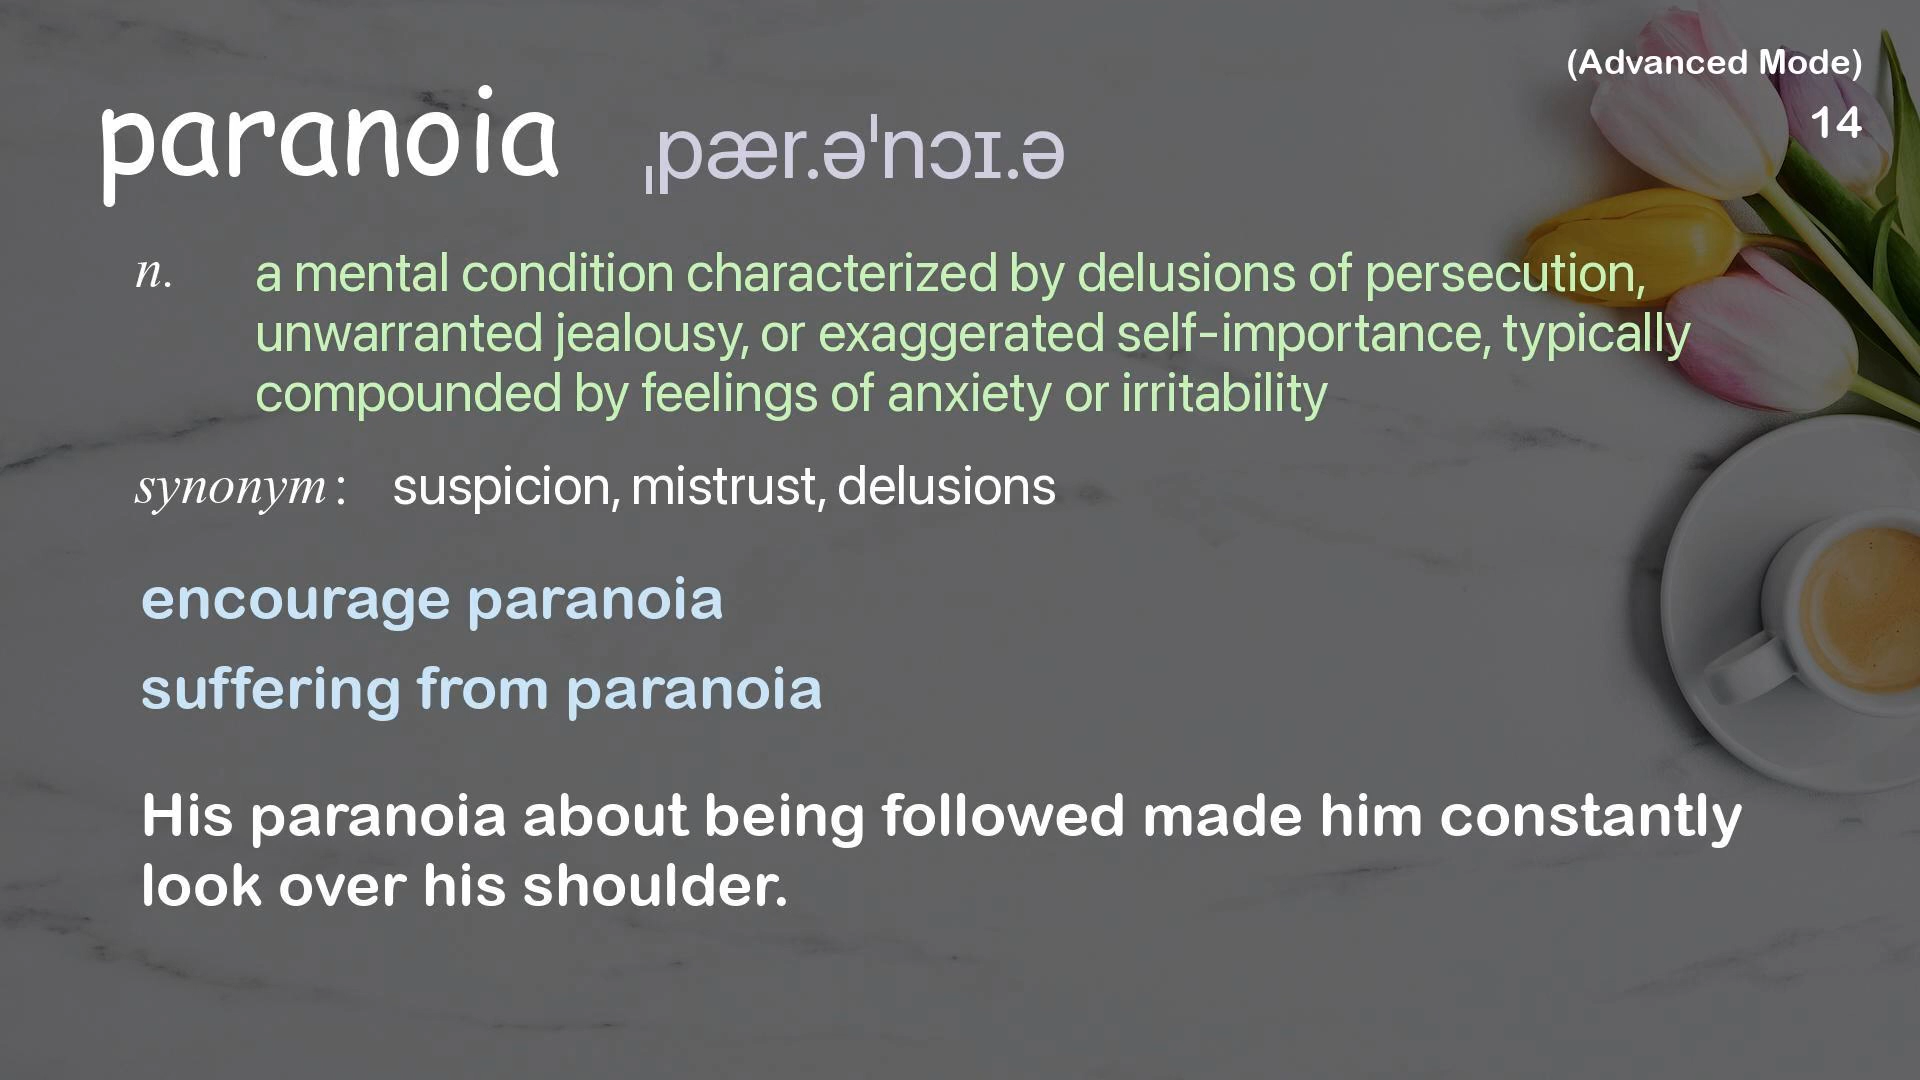 (Advanced Mode)
14
paranoia ˌpær.əˈnɔɪ.ə
n. a mental condition characterized by delusions of persecution,
unwarranted jealousy, or exaggerated self-importance, typically
compounded by feelings of anxiety or irritability
synonym: suspicion, mistrust, delusions
encourage paranoia
suffering from paranoia
His paranoia about being followed made him constantly
look over his shoulder.